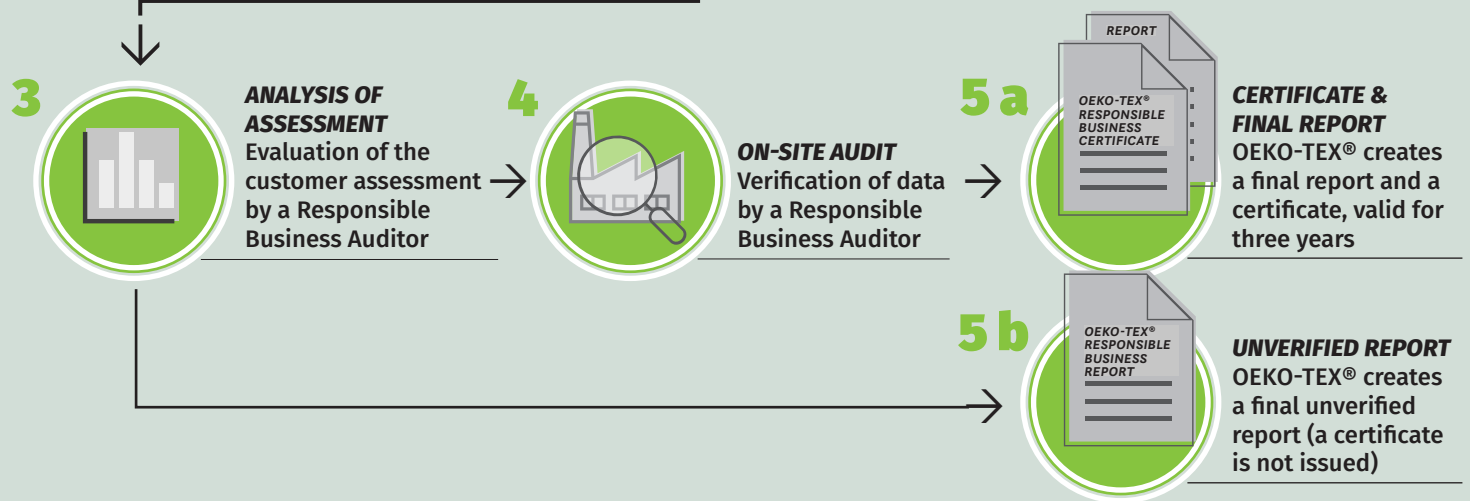 3
ANALYSIS OF
ASSESSMENT
Evaluation of the
customer assessment
by a Responsible
Business Auditor
4
ON-SITE AUDIT
Verification of data
by a Responsible
Business Auditor
5 a
REPORT
OEKO-TEX®
RESPONSIBLE
BUSINESS
CERTIFICATE
CERTIFICATE &
FINAL REPORT
OEKO-TEX® creates
a final report and a
certificate, valid for
three years
5 b
OEKO-TEX®
RESPONSIBLE
BUSINESS
REPORT
UNVERIFIED REPORT
OEKO-TEX® creates
a final unverified
report (a certificate
is not issued)